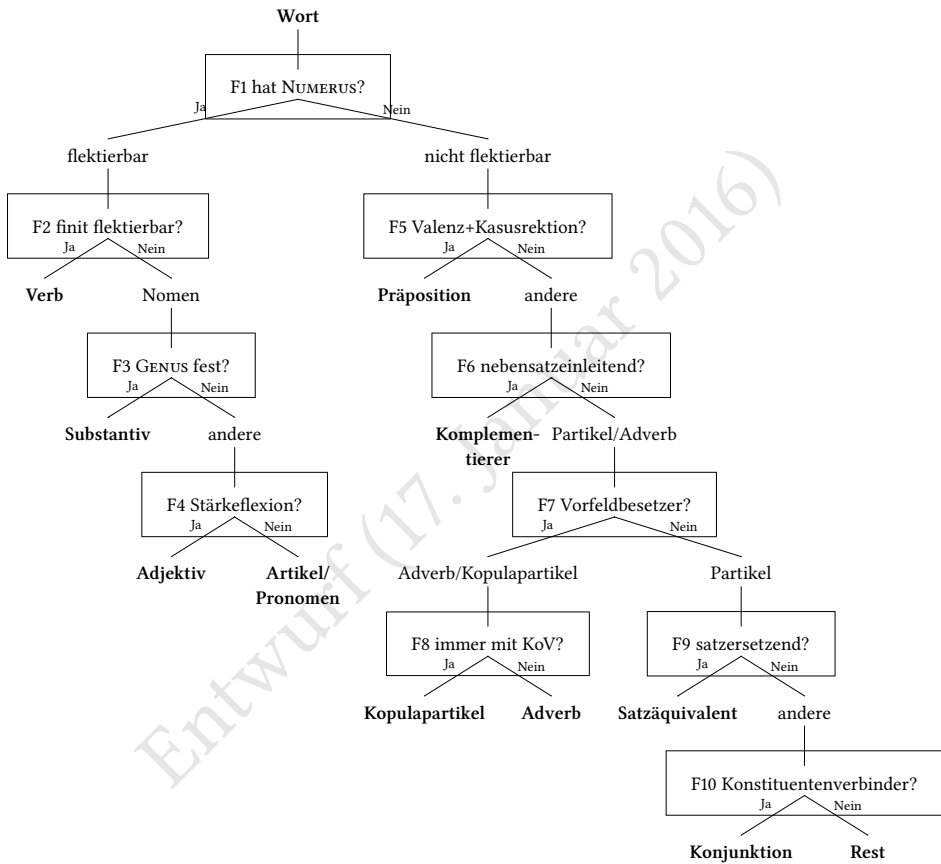 Wort
F1 hat Numerus?
Ja Nein
flektierbar nicht flektierbar
F2 finit flektierbar? F5 Valenz+Kasusrektion?
Ja Nein Ja Nein
Verb Nomen Präposition andere
F3 Genus fest? F6 nebensatzeinleitend?
Ja Nein Ja Nein
Substantiv andere Komplemen- Partikel/Adverb
tierer
F4 Stärkeflexion? F7 Vorfeldbesetzer?
Ja Nein Ja Nein
Adjektiv Artikel/ Adverb/Kopulapartikel Partikel
Pronomen
F8 immer mit KoV? F9 satzersetzend?
Ja Nein Ja Nein
Kopulapartikel Adverb Satzäquivalent andere
F10 Konstituentenverbinder?
Ja Nein
Konjunktion Rest
Entwurf (17. Januar 2016)